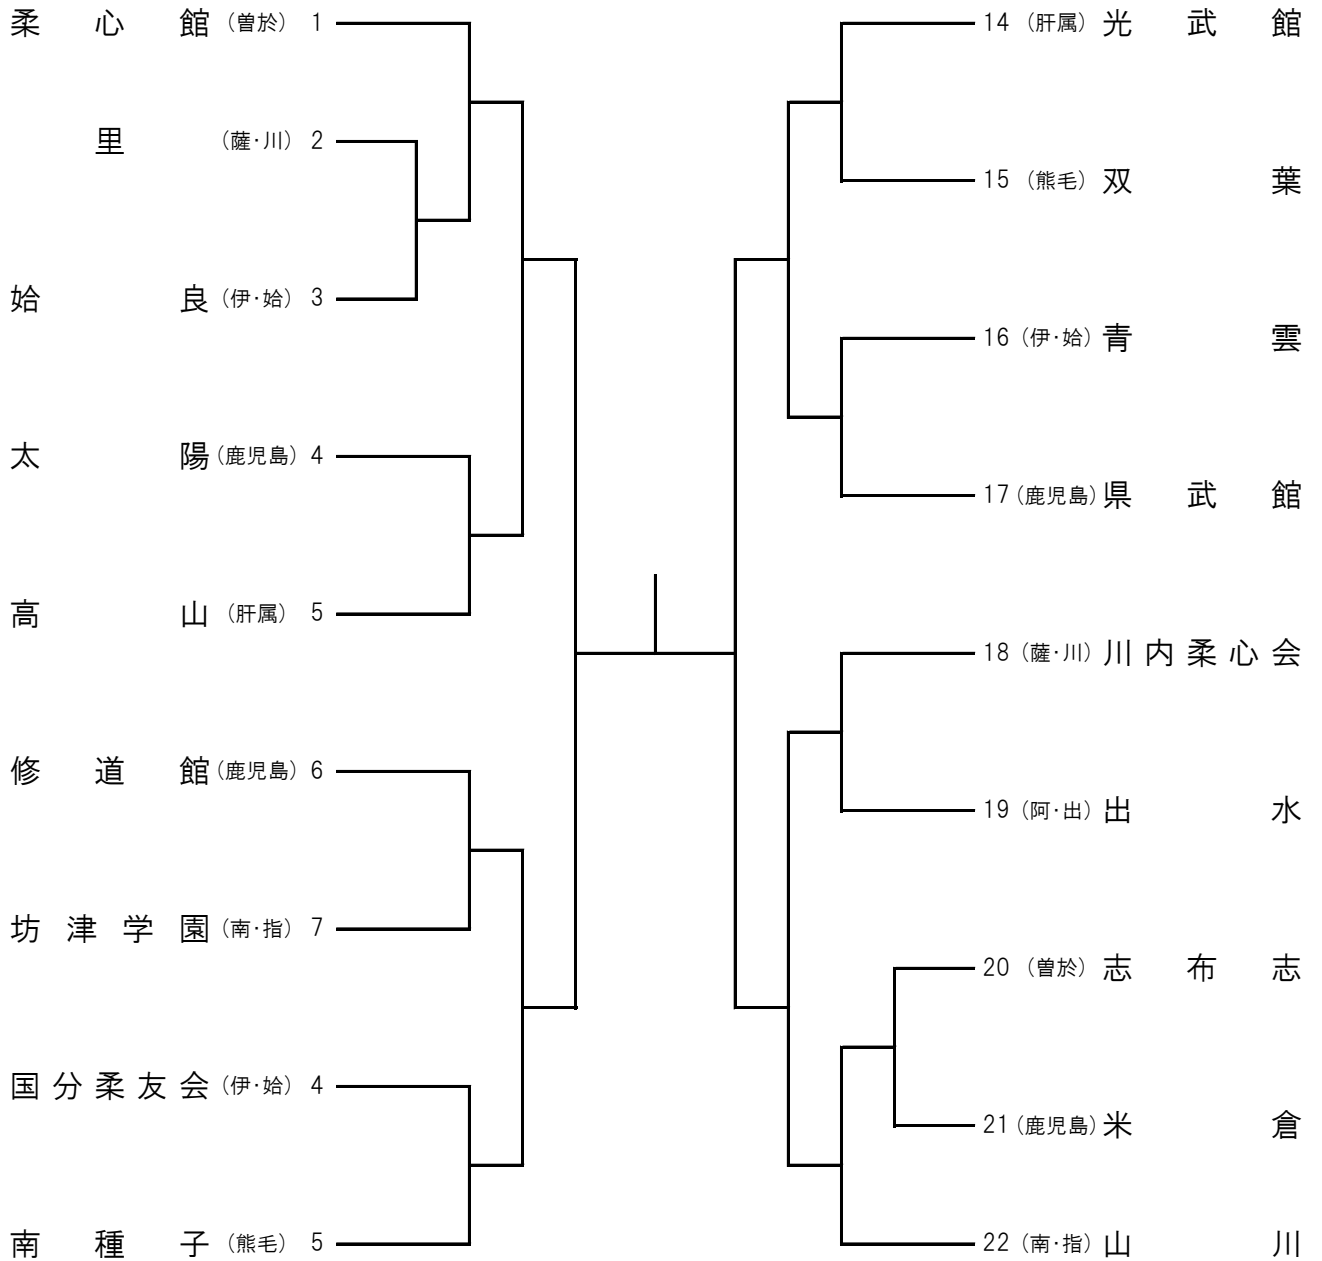 柔心館 (曽於) 1
里 (薩・川) 2
姶良 (伊・姶) 3
太陽 (鹿児島) 4
高山 (肝属) 5
修道館 (鹿児島) 6
坊津学園 (南・指) 7
国分柔友会 (伊・姶) 4
南種子 (熊毛) 5
14 (肝属) 光武館
15 (熊毛) 双葉
16 (伊・姶) 青雲
17 (鹿児島) 県武館
18 (薩・川) 川内柔心会
19 (阿・出) 出水
20 (曽於) 志布志
21 (鹿児島) 米倉
22 (南・指) 山川